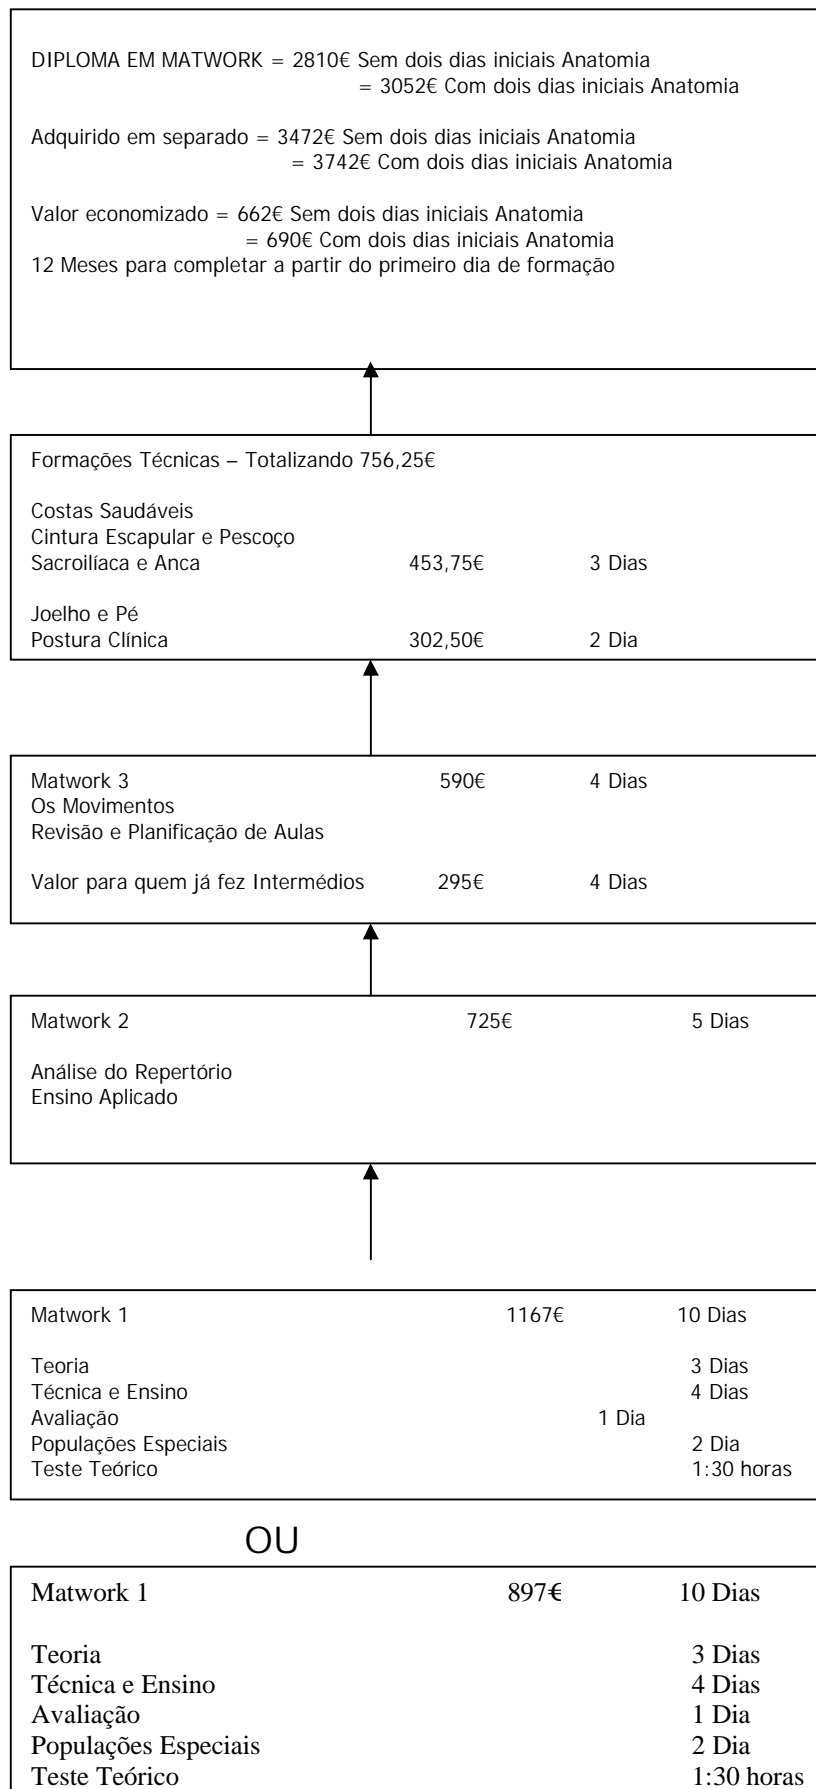 DIPLOMA EM MATWORK = 2810€ Sem dois dias iniciais Anatomia
= 3052€ Com dois dias iniciais Anatomia
Adquirido em separado = 3472€ Sem dois dias iniciais Anatomia
= 3742€ Com dois dias iniciais Anatomia
Valor economizado = 662€ Sem dois dias iniciais Anatomia
= 690€ Com dois dias iniciais Anatomia
12 Meses para completar a partir do primeiro dia de formação
Formações Técnicas – Totalizando 756,25€
Costas Saudáveis
Cintura Escapular e Pescoço
Sacroilíaca e Anca 453,75€ 3 Dias
Joelho e Pé
Postura Clínica 302,50€ 2 Dia
Matwork 3 590€ 4 Dias
Os Movimentos
Revisão e Planificação de Aulas
Valor para quem já fez Intermédios 295€ 4 Dias
Matwork 2 725€ 5 Dias
Análise do Repertório
Ensino Aplicado
Matwork 1 1167€ 10 Dias
Teoria 3 Dias
Técnica e Ensino 4 Dias
Avaliação 1 Dia
Populações Especiais 2 Dia
Teste Teórico 1:30 horas
OU
Matwork 1 897€ 10 Dias
Teoria 3 Dias
Técnica e Ensino 4 Dias
Avaliação 1 Dia
Populações Especiais 2 Dia
Teste Teórico 1:30 horas